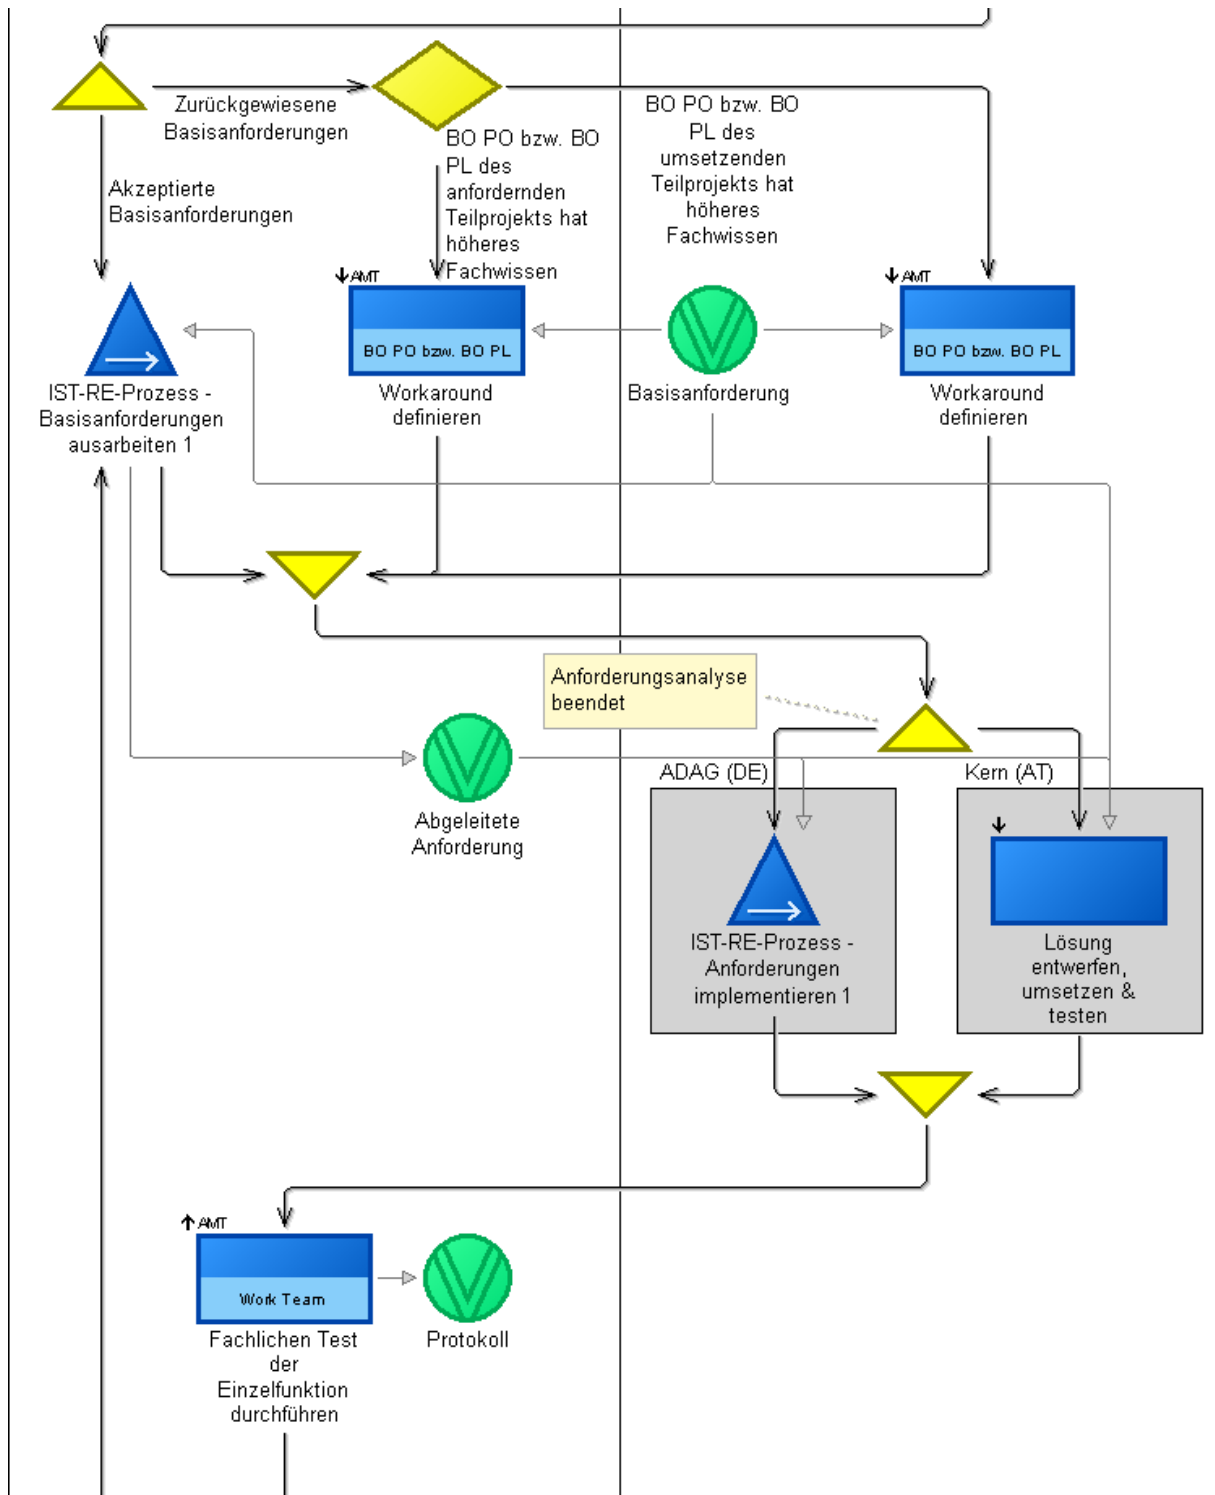 Zurückgewiesene
Basisanforderungen
Akzeptierte
Basisanforderungen
BO PO bzw. BO
PL des
anfordernden
Teilprojekts hat
höheres
Fachwissen
BO PO bzw. BO
PL des
umsetzenden
Teilprojekts hat
höheres
Fachwissen
AMT
BO PO bzw. BO PL
AMT
BO PO bzw. BO PL
IST-RE-Prozess -
Basisanforderungen
ausarbeiten 1
Workaround
definieren
Basisanforderung
Workaround
definieren
Anforderungsanalyse
beendet
Abgeleitete
Anforderung
ADAG (DE)
Kern (AT)
IST-RE-Prozess -
Anforderungen
implementieren 1
Lösung
entwerfen,
umsetzen &
testen
AMT
Work Team
Fachlichen Test
der
Einzelfunktion
durchführen
Protokoll